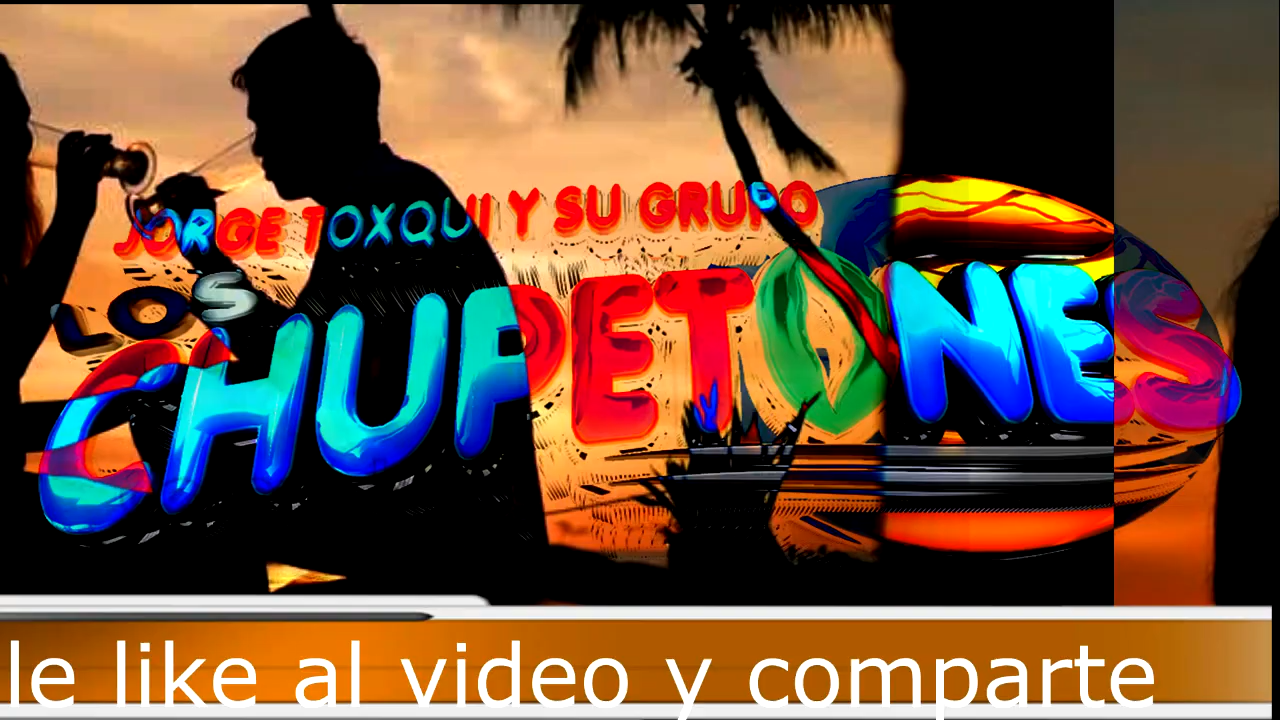 JORGE TOXQUI Y SU GRUPO
LOS
CHUPETONES
le like al video y comparte